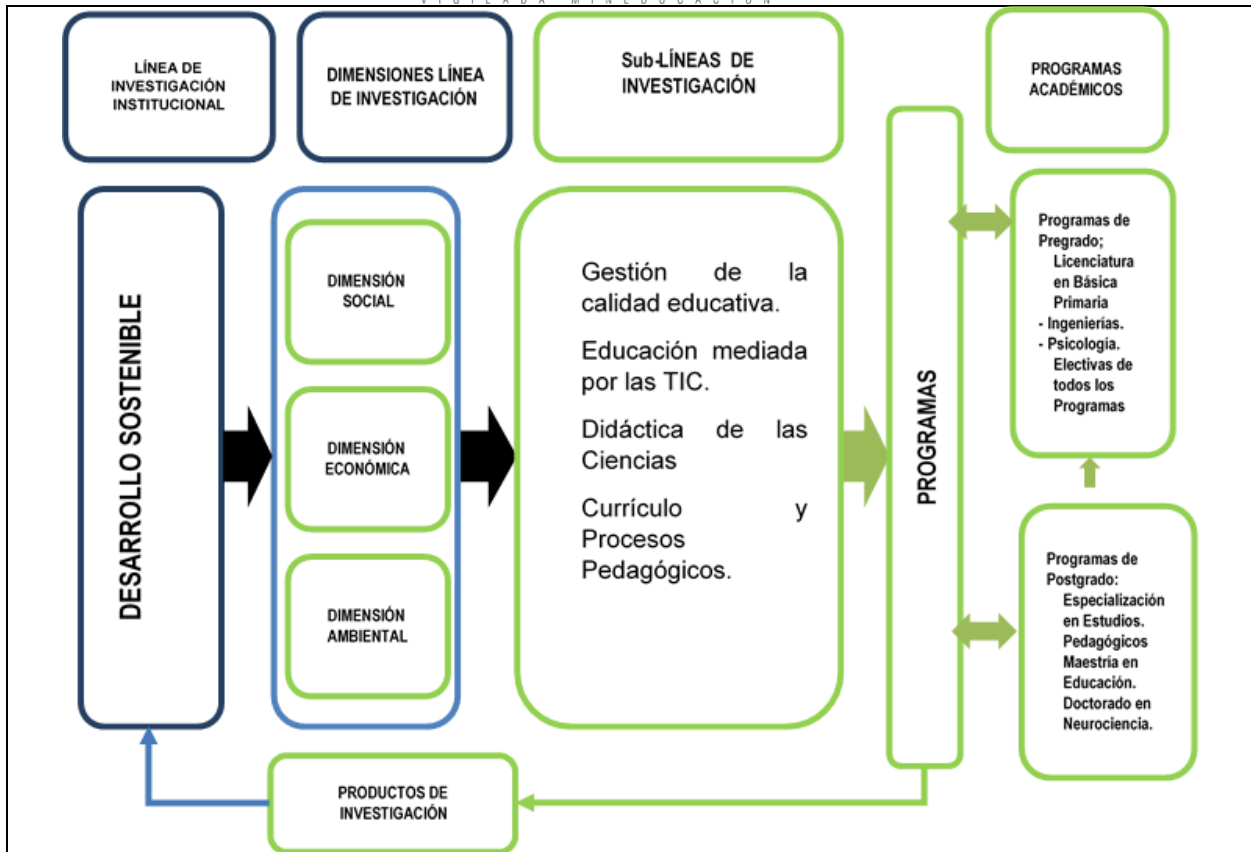 VIGILADA MINEDUCACIÓN
LÍNEA DE
INVESTIGACIÓN
INSTITUCIONAL
DIMENSIONES LÍNEA
DE INVESTIGACIÓN
Sub-LÍNEAS DE
INVESTIGACIÓN
PROGRAMAS
ACADÉMICOS
DESARROLLO SOSTENIBLE
DIMENSIÓN
SOCIAL
DIMENSIÓN
ECONÓMICA
DIMENSIÓN
AMBIENTAL
Gestión de la
calidad educativa.
Educación mediada
por las TIC.
Didáctica de las
Ciencias
Currículo y
Procesos
Pedagógicos.
PROGRAMAS
Programas de
Pregrado;
Licenciatura
en Básica
Primaria
- Ingenierías.
- Psicología.
Electivas de
todos los
Programas
Programas de
Postgrado:
Especialización
en Estudios.
Pedagógicos
Maestría en
Educación.
Doctorado en
Neurociencia.
PRODUCTOS DE
INVESTIGACIÓN